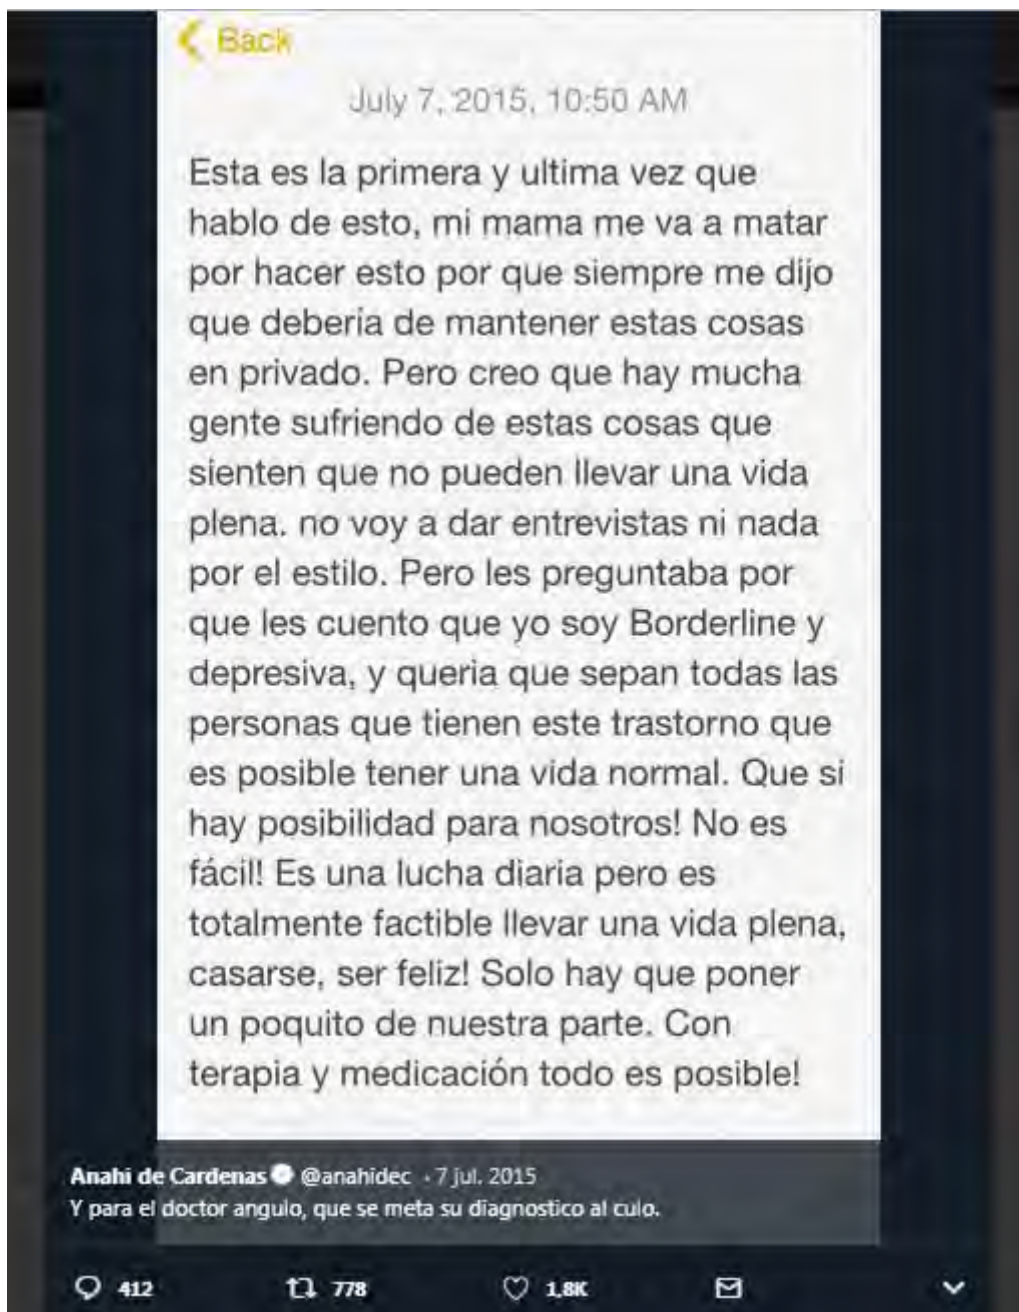 Back
July 7, 2015, 10:50 AM
Esta es la primera y ultima vez que
hablo de esto, mi mama me va a matar
por hacer esto por que siempre me dijo
que deberia de mantener estas cosas
en privado. Pero creo que hay mucha
gente sufriendo de estas cosas que
sienten que no pueden llevar una vida
plena. no voy a dar entrevistas ni nada
por el estilo. Pero les preguntaba por
que les cuento que yo soy Borderline y
depresiva, y queria que sepan todas las
personas que tienen este trastorno que
es posible tener una vida normal. Que si
hay posibilidad para nosotros! No es
fácil! Es una lucha diaria pero es
totalmente factible llevar una vida plena,
casarse, ser feliz! Solo hay que poner
un poquito de nuestra parte. Con
terapia y medicación todo es posible!
Anahi de Cardenas @anahidec · 7 jul. 2015
Y para el doctor angulo, que se meta su diagnostico al culo.
412 778 1,8K